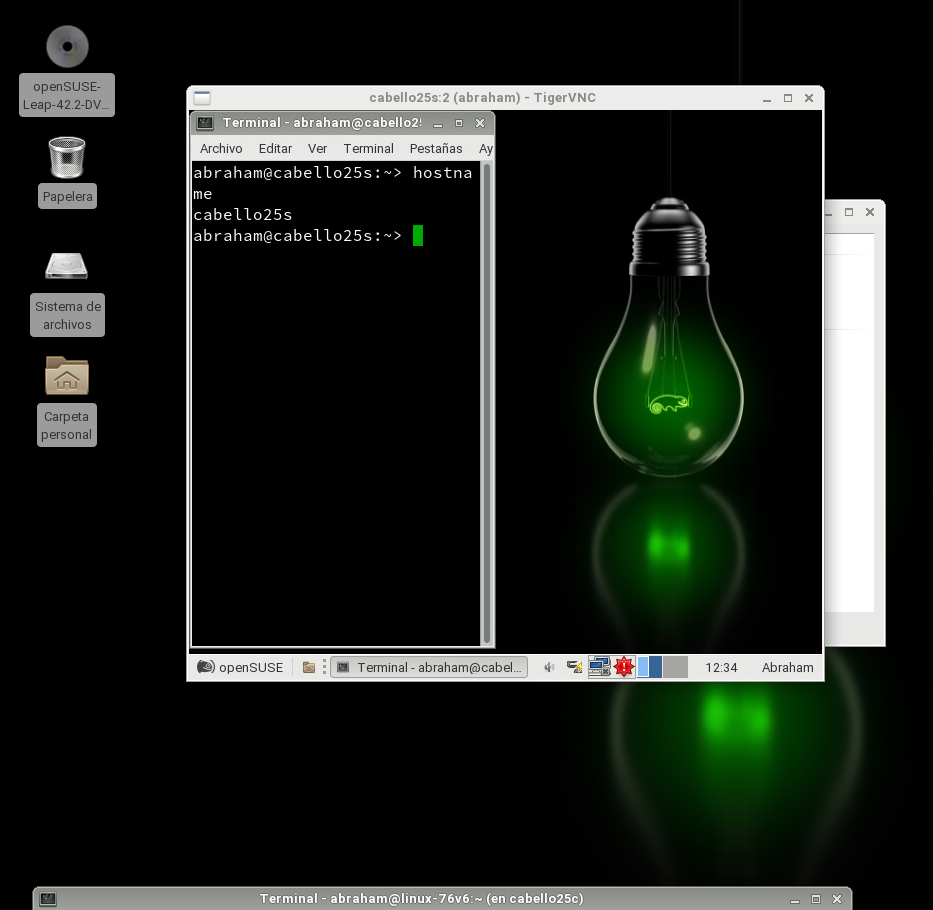 openSUSE-
Leap-42.2-DV...
Papelera
Sistema de
archivos
Carpeta
personal
cabello25s:2 (abraham) - TigerVNC
Terminal - abraham@cabello2
Archivo Editar Ver Terminal Pestañas Ay
abraham@cabello25s:~> hostna
me
cabello25s
abraham@cabello25s:~>
openSUSE
Terminal - abraham@cabel...
12:34
Abraham
Terminal - abraham@linux-76v6:~ (en cabello25c)